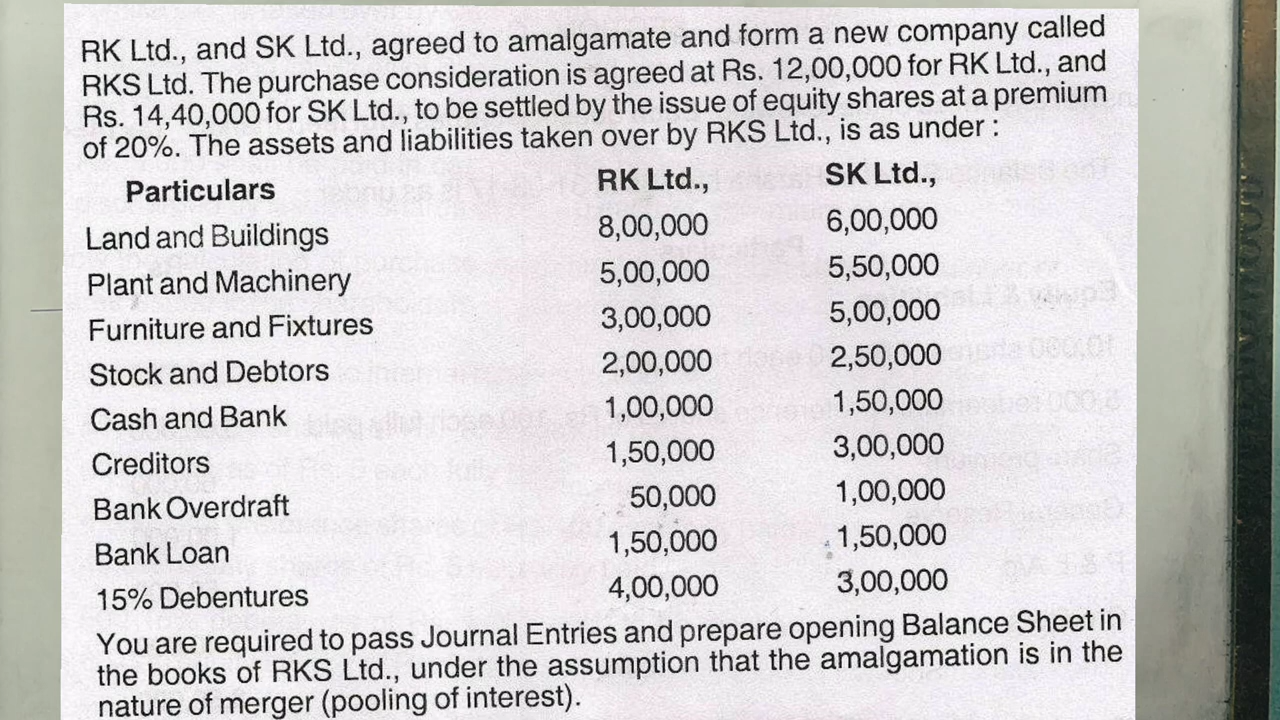 RK Ltd., and SK Ltd., agreed to amalgamate and form a new company called
RKS Ltd. The purchase consideration is agreed at Rs. 12,00,000 for RK Ltd., and
Rs. 14,40,000 for SK Ltd., to be settled by the issue of equity shares at a premium
of 20%. The assets and liabilities taken over by RKS Ltd., is as under :
Particulars RK Ltd., SK Ltd.,
Land and Buildings 8,00,000 6,00,000
Plant and Machinery 5,00,000 5,50,000
Furniture and Fixtures 3,00,000 5,00,000
Stock and Debtors 2,00,000 2,50,000
Cash and Bank 1,00,000 1,50,000
Creditors 1,50,000 3,00,000
Bank Overdraft 50,000 1,00,000
Bank Loan 1,50,000 1,50,000
15% Debentures 4,00,000 3,00,000
You are required to pass Journal Entries and prepare opening Balance Sheet in
the books of RKS Ltd., under the assumption that the amalgamation is in the
nature of merger (pooling of interest).